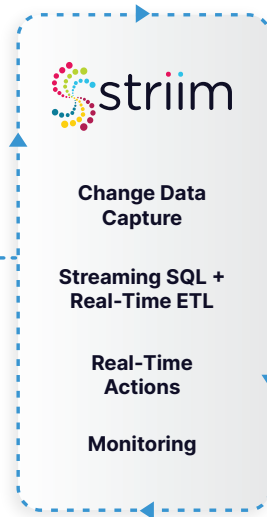 striim
Change Data
Capture
Streaming SQL +
Real-Time ETL
Real-Time
Actions
Monitoring